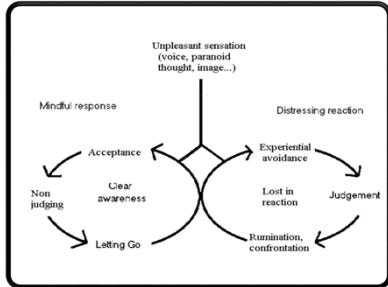 Unpleasant sensation
(voice, paranoid
thought, image...)
Mindful response
Distressing reaction
Acceptance
Experiential
avoidance
Non
judging
Clear
awareness
Lost in
reaction
Judgement
Letting Go
Rumination,
confrontation